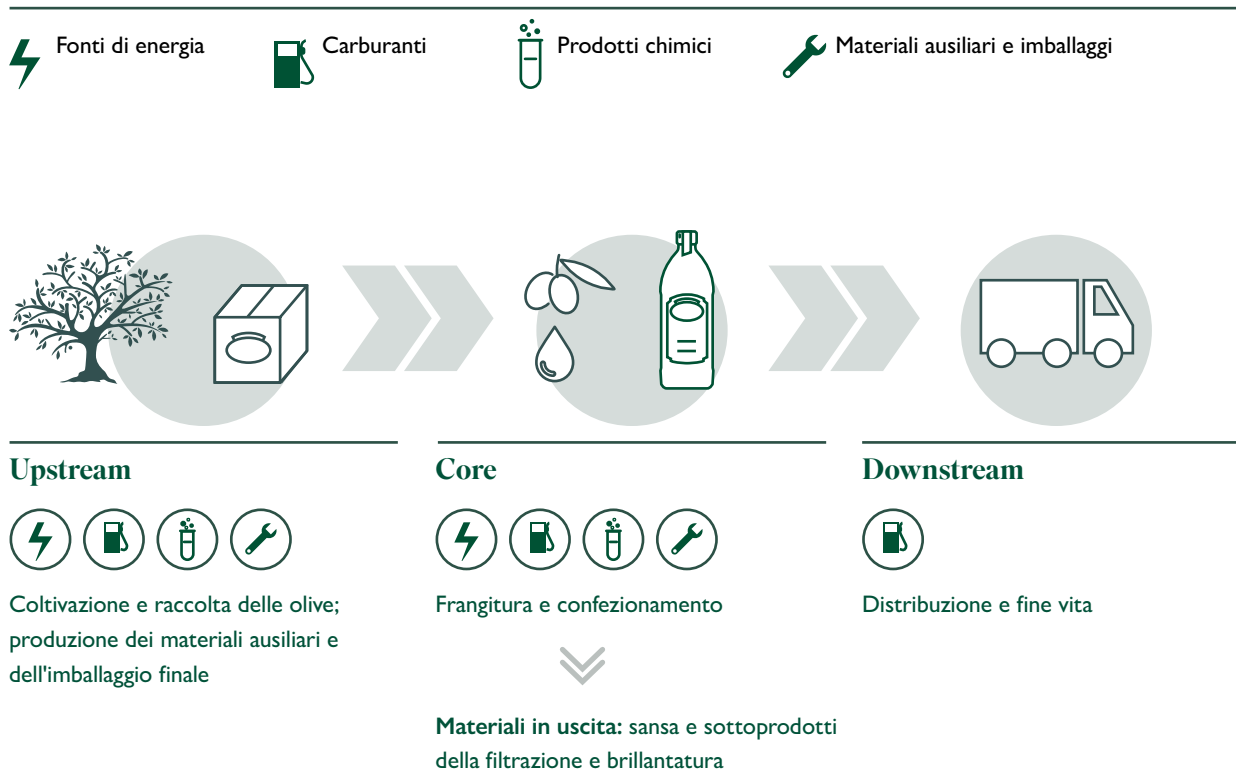 Fonti di energia
Carburanti
Prodotti chimici
Materiali ausiliari e imballaggi
Upstream
Coltivazione e raccolta delle olive;
produzione dei materiali ausiliari e
dell'imballaggio finale
Core
Frangitura e confezionamento
Materiali in uscita: sansa e sottoprodotti
della filtrazione e brillantatura
Downstream
Distribuzione e fine vita